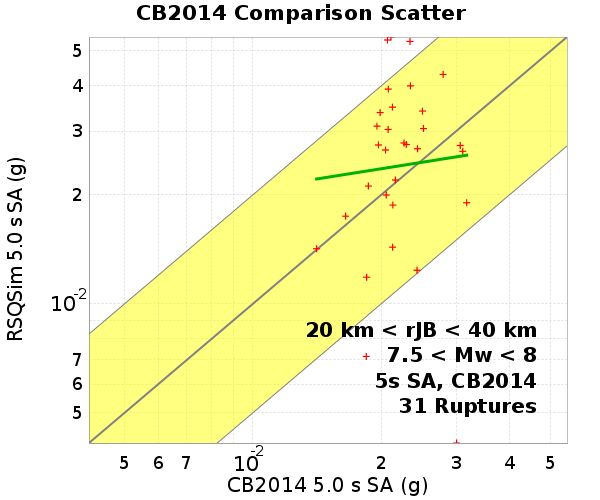 CB2014 Comparison Scatter
RSQSim 5.0 s SA (g)
5
4
3
2
10-2
7
6
5
20 km < rJB < 40 km
7.5 < Mw < 8
5s SA, CB2014
31 Ruptures
5 6 7 10-2 2 3 4 5
CB2014 5.0 s SA (g)